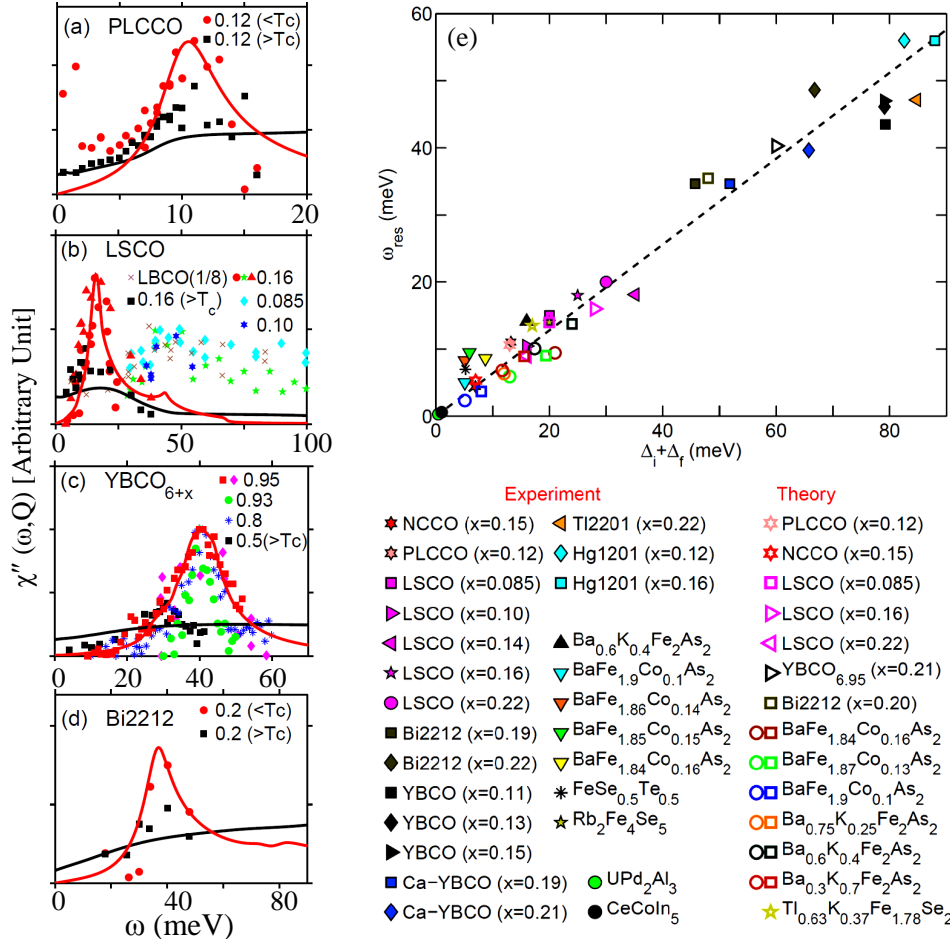 (a) PLCCO
0.12 (<Tc)
0.12 (>Tc)
0 10 20
(b) LSCO
LBCO(1/8)
0.16 (>Tc)
0.16
0.085
0.10
0 20 40 60 80 100
(c) YBCO6+x
0.95
0.93
0.8
0.5(>Tc)
0 20 40 60
(d) Bi2212
0.2 (<Tc)
0.2 (>Tc)
0 40 80
ω (meV)
χ″ (ω,Q) [Arbitrary Unit]
(e)
60
40
20
0
ωres (meV)
0 20 40 60 80
Δi+Δf (meV)
Experiment
NCCO (x=0.15)
PLCCO (x=0.12)
LSCO (x=0.085)
LSCO (x=0.10)
LSCO (x=0.14)
LSCO (x=0.16)
LSCO (x=0.22)
Bi2212 (x=0.19)
Bi2212 (x=0.22)
YBCO (x=0.11)
YBCO (x=0.13)
YBCO (x=0.15)
Ca−YBCO (x=0.19)
Ca−YBCO (x=0.21)
Tl2201 (x=0.22)
Hg1201 (x=0.12)
Hg1201 (x=0.16)
Ba0.6K0.4Fe2As2
BaFe1.9Co0.1As2
BaFe1.86Co0.14As2
BaFe1.85Co0.15As2
BaFe1.84Co0.16As2
FeSe0.5Te0.5
Rb2Fe4Se5
UPd2Al3
CeCoIn5
Theory
PLCCO (x=0.12)
NCCO (x=0.15)
LSCO (x=0.085)
LSCO (x=0.16)
LSCO (x=0.22)
YBCO6.95 (x=0.21)
Bi2212 (x=0.20)
BaFe1.84Co0.16As2
BaFe1.87Co0.13As2
BaFe1.9Co0.1As2
Ba0.75K0.25Fe2As2
Ba0.6K0.4Fe2As2
Ba0.3K0.7Fe2As2
Tl0.63K0.37Fe1.78Se2